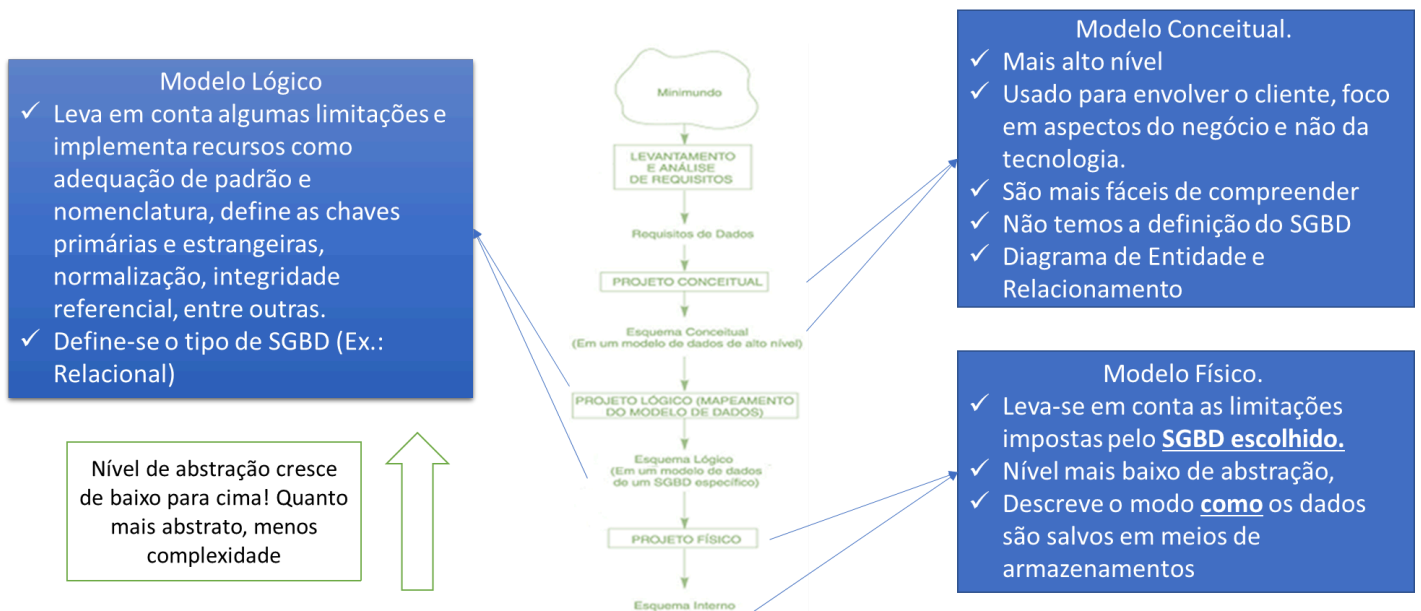 Modelo Lógico
✓ Leva em conta algumas limitações e
implementa recursos como
adequação de padrão e
nomenclatura, define as chaves
primárias e estrangeiras,
normalização, integridade
referencial, entre outras.
✓ Define-se o tipo de SGBD (Ex.:
Relacional)
Nível de abstração cresce
de baixo para cima! Quanto
mais abstrato, menos
complexidade
Minimundo
LEVANTAMENTO
E ANÁLISE
DE REQUISITOS
Requisitos de Dados
PROJETO CONCEITUAL
Esquema Conceitual
(Em um modelo de dados de alto nível)
PROJETO LÓGICO (MAPEAMENTO
DO MODELO DE DADOS)
Esquema Lógico
(Em um modelo de dados
de um SGBD específico)
PROJETO FÍSICO
Esquema Interno
Modelo Conceitual.
✓ Mais alto nível
✓ Usado para envolver o cliente, foco
em aspectos do negócio e não da
tecnologia.
✓ São mais fáceis de compreender
✓ Não temos a definição do SGBD
✓ Diagrama de Entidade e
Relacionamento
Modelo Físico.
✓ Leva-se em conta as limitações
impostas pelo SGBD escolhido.
✓ Nível mais baixo de abstração,
✓ Descreve o modo como os dados
são salvos em meios de
armazenamentos